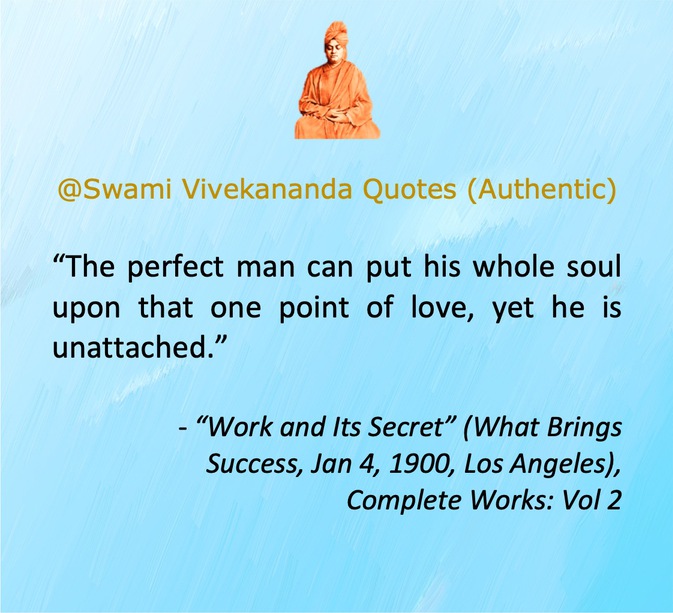 @Swami Vivekananda Quotes (Authentic)
“The perfect man can put his whole soul
upon that one point of love, yet he is
unattached.”
- “Work and Its Secret” (What Brings
Success, Jan 4, 1900, Los Angeles),
Complete Works: Vol 2